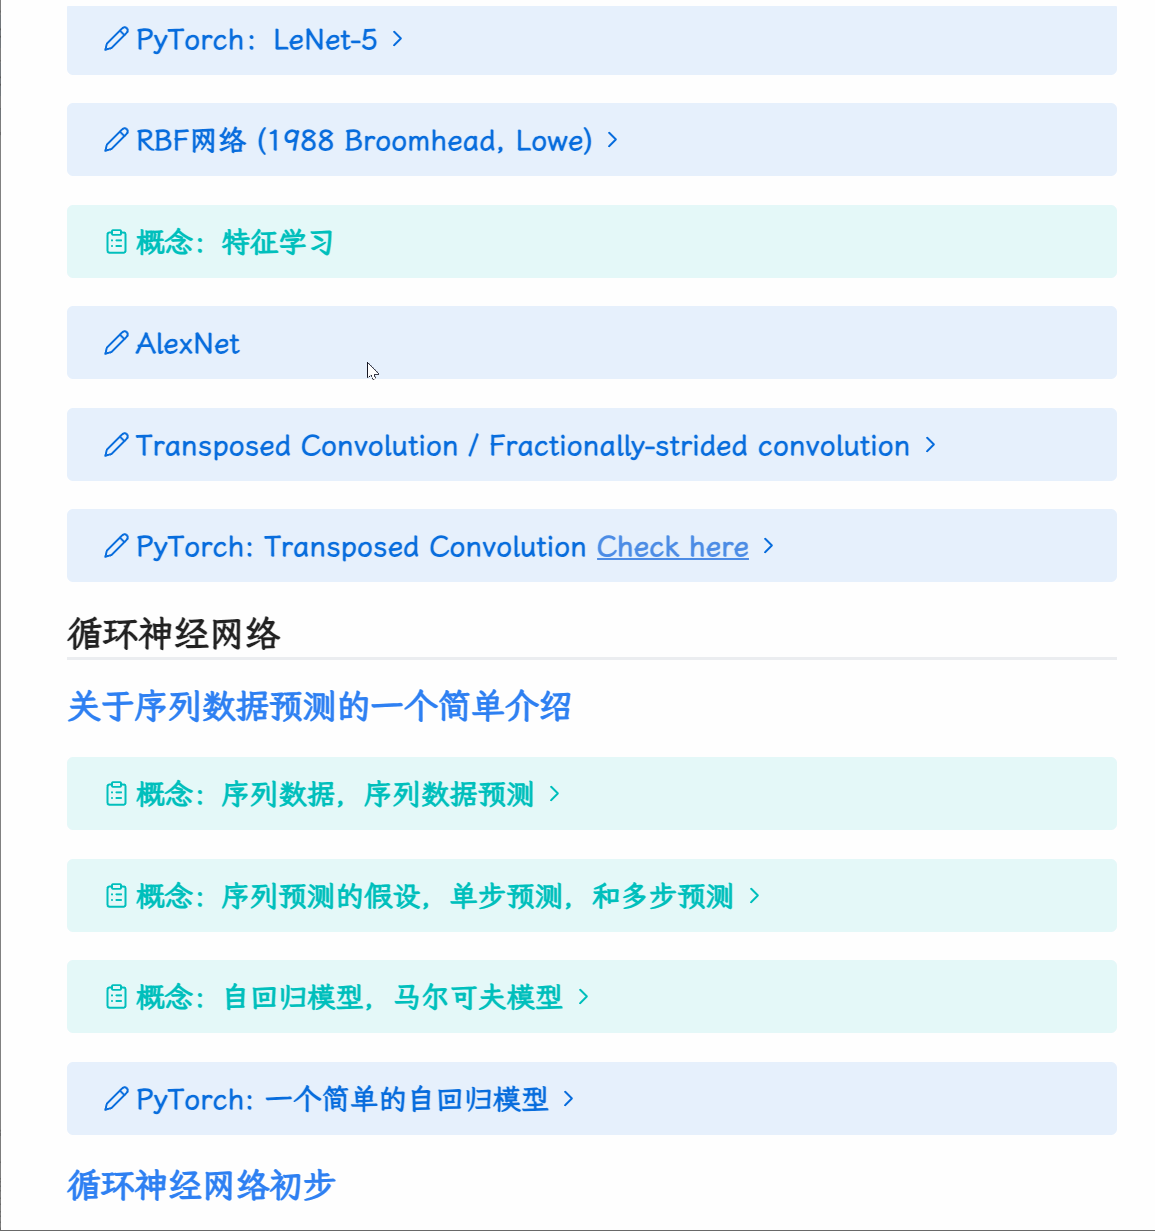 PyTorch：LeNet-5
RBF网络 (1988 Broomhead, Lowe)
概念：特征学习
AlexNet
Transposed Convolution / Fractionally-strided convolution
PyTorch: Transposed Convolution Check here
循环神经网络
关于序列数据预测的一个简单介绍
概念：序列数据，序列数据预测
概念：序列预测的假设，单步预测，和多步预测
概念：自回归模型，马尔可夫模型
PyTorch: 一个简单的自回归模型
循环神经网络初步